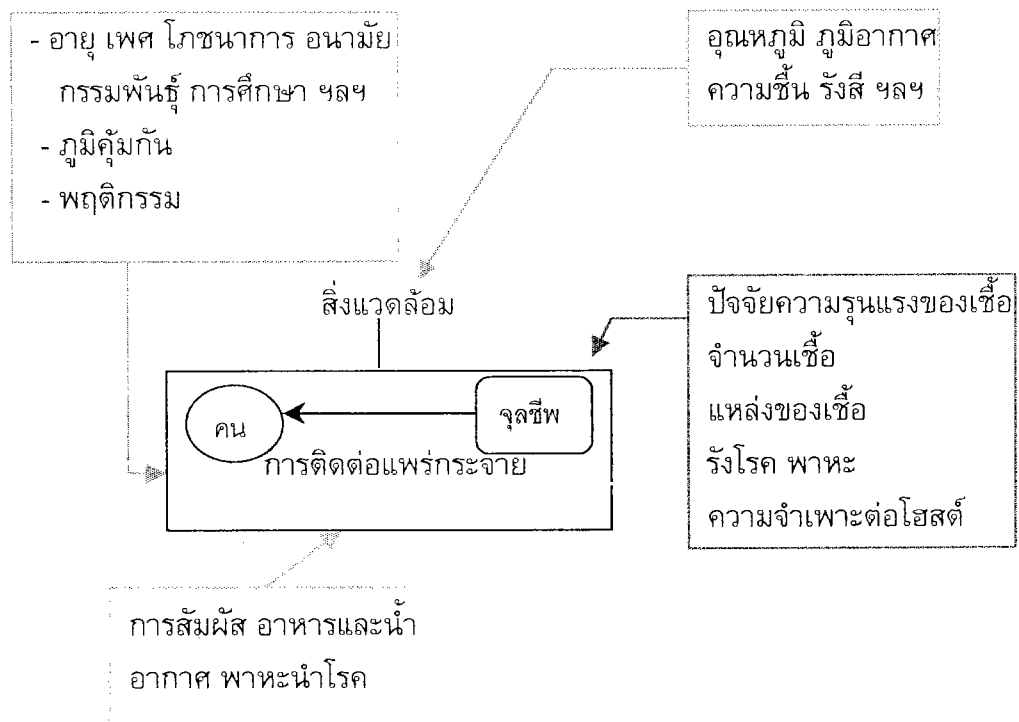 - อายุ เพศ โภชนาการ อนามัย
กรรมพันธุ์ การศึกษา ฯลฯ
- ภูมิคุ้มกัน
- พฤติกรรม
อุณหภูมิ ภูมิอากาศ
ความชื้น รังสี ฯลฯ
สิ่งแวดล้อม
ปัจจัยความรุนแรงของเชื้อ
จำนวนเชื้อ
แหล่งของเชื้อ
รังโรค พาหะ
ความจำเพาะต่อโฮสต์
คน
จุลชีพ
การติดต่อแพร่กระจาย
การสัมผัส อาหารและน้ำ
อากาศ พาหะนำโรค